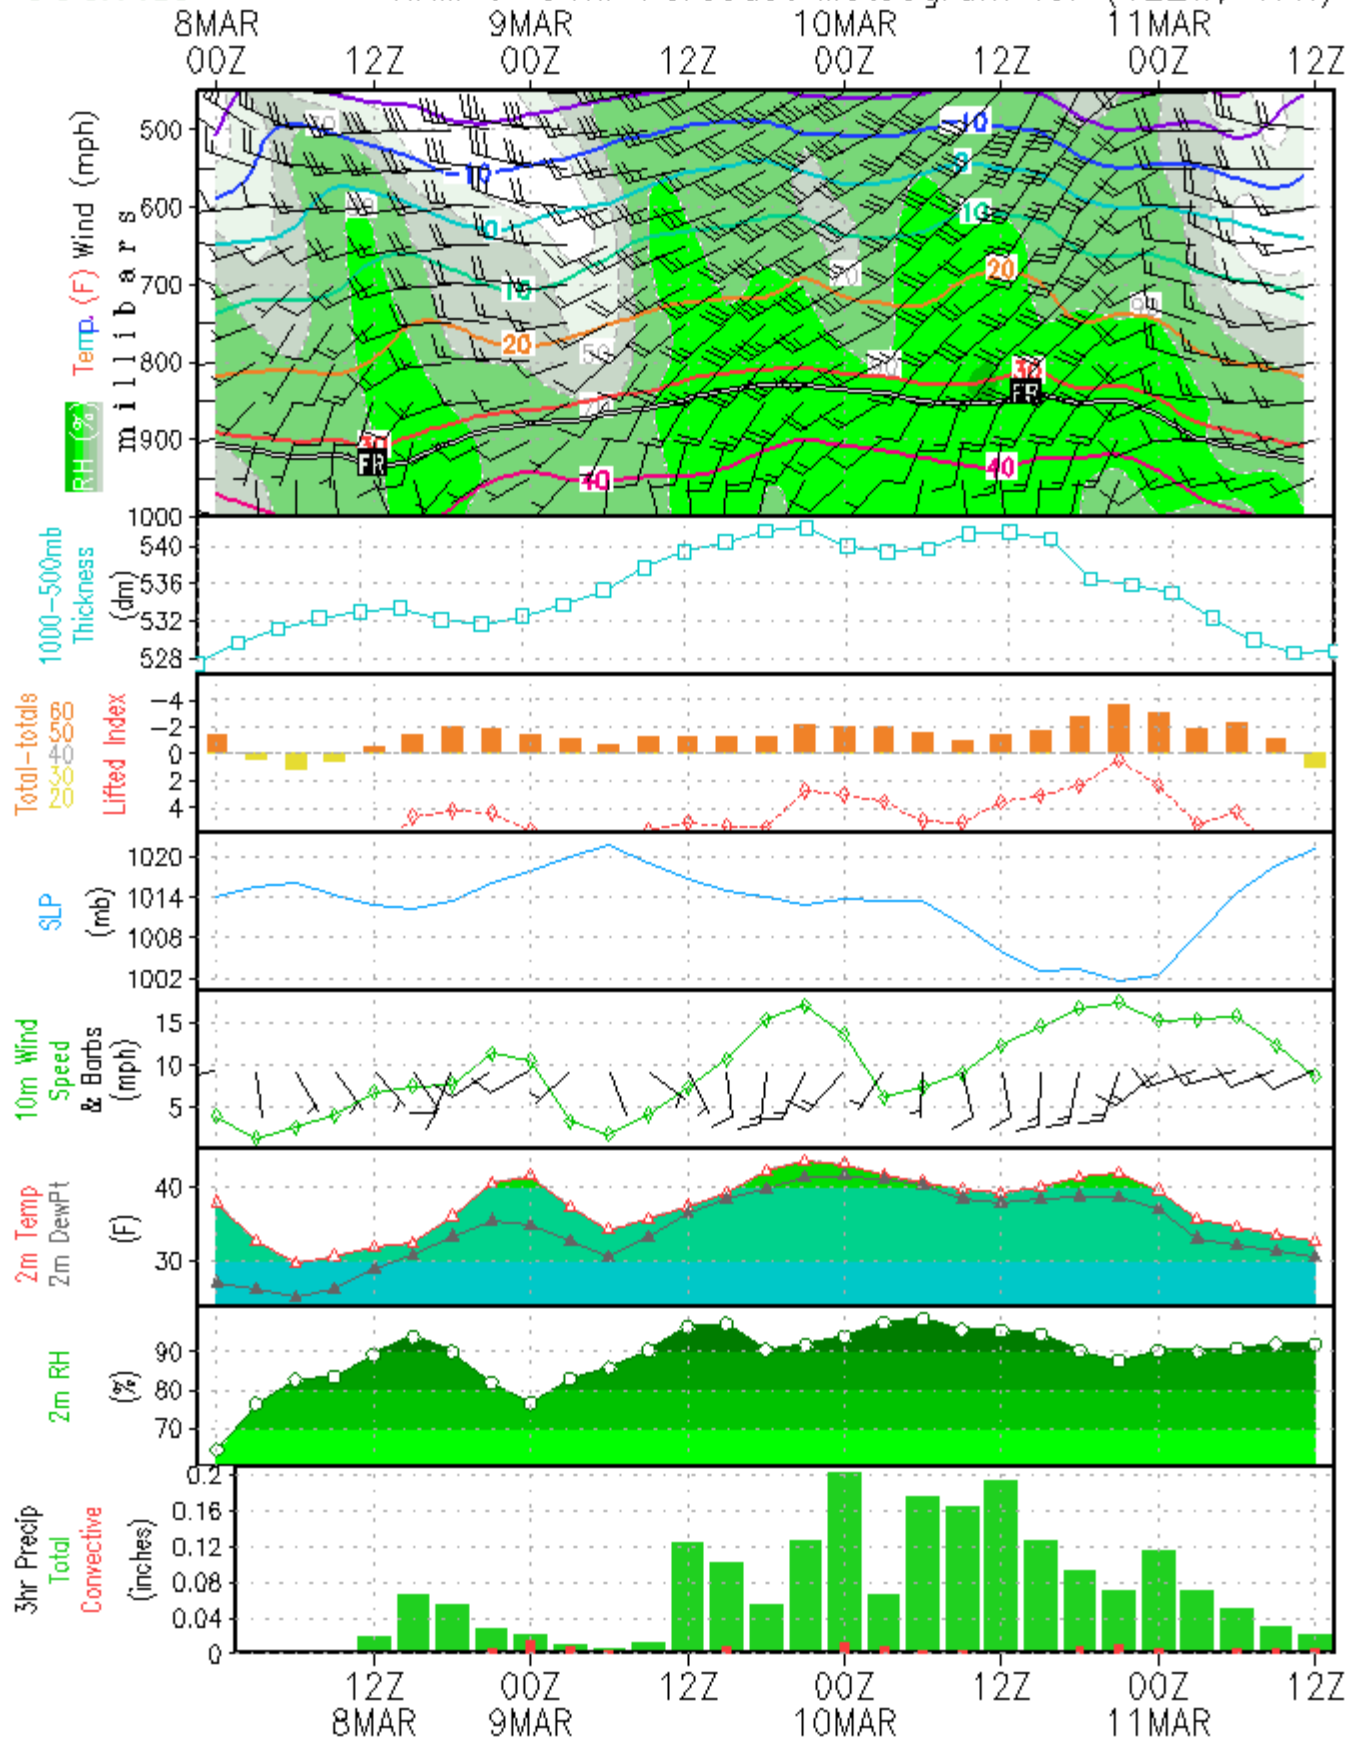 8MAR 9MAR 10MAR 11MAR
00Z 12Z 00Z 12Z 00Z 12Z 00Z 12Z
RH (%) Temp. (F) Wind (mph)
millibars
500
600
700
800
900
1000
-10 -10
0 0
10 10
20 20
30 30
FR FR
40 40
70
50
90
1000-500mb
Thickness
(dm)
540
536
532
528
Total-totals
60
50
40
30
20
Lifted Index
-4
-2
0
2
4
SLP
(mb)
1020
1014
1008
1002
10m Wind
Speed
& Barbs
(mph)
15
10
5
2m Temp
2m DewPt
(F)
40
30
2m RH
(%)
90
80
70
3hr Precip
Total
Convective
(inches)
0.2
0.16
0.12
0.08
0.04
0
12Z 00Z 12Z 00Z 12Z 00Z 12Z
8MAR 9MAR 10MAR 11MAR